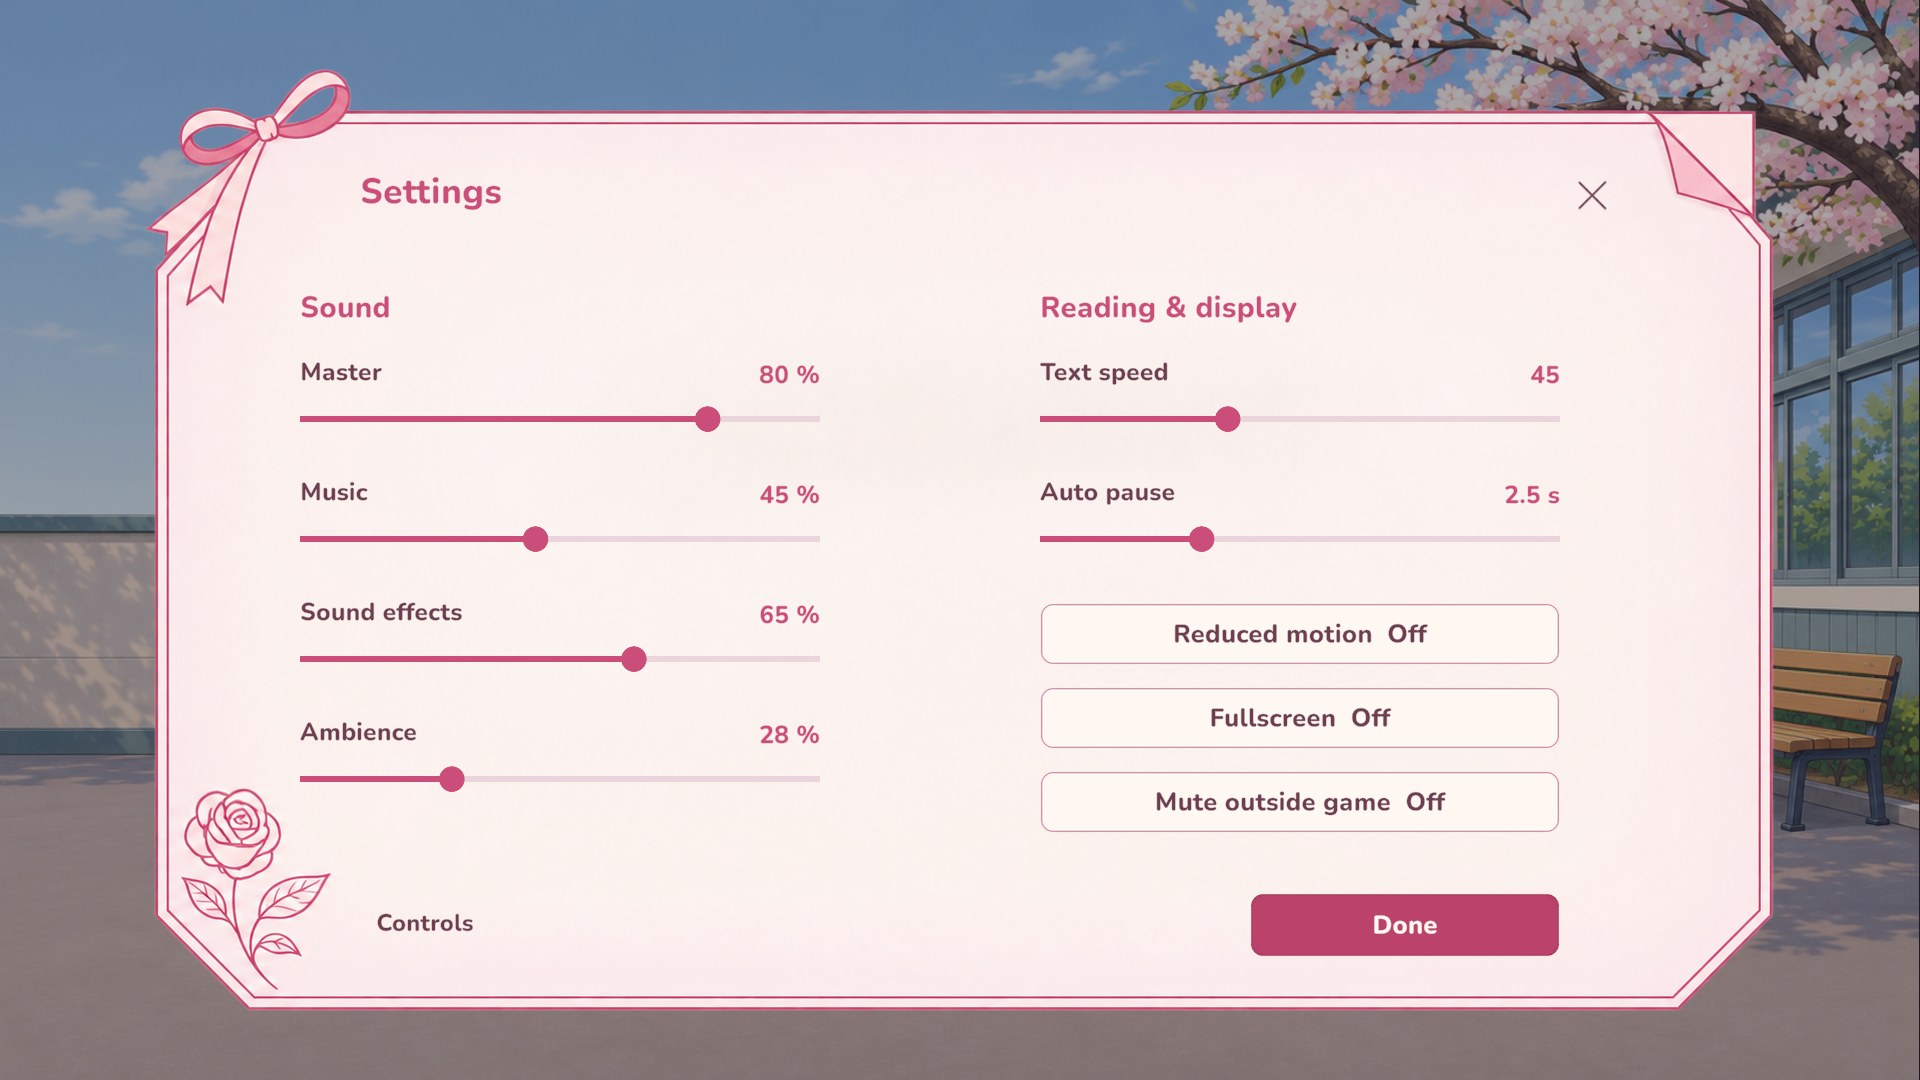 Settings
Sound
Master 80 %
Music 45 %
Sound effects 65 %
Ambience 28 %
Reading & display
Text speed 45
Auto pause 2.5 s
Reduced motion Off
Fullscreen Off
Mute outside game Off
Controls
Done